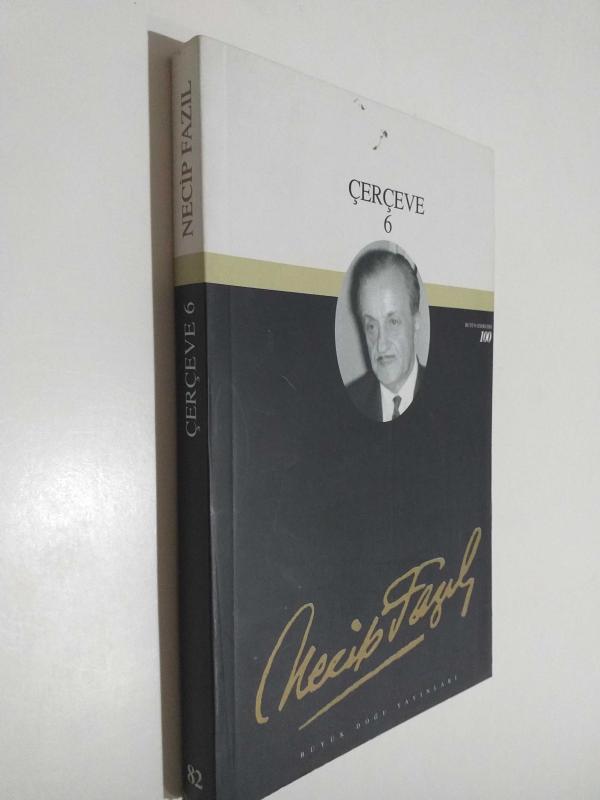 NECİP FAZIL
ÇERÇEVE 6
82
ÇERÇEVE
6
100
Necip Fazıl
BÜYÜK DOĞU YAYINLARI